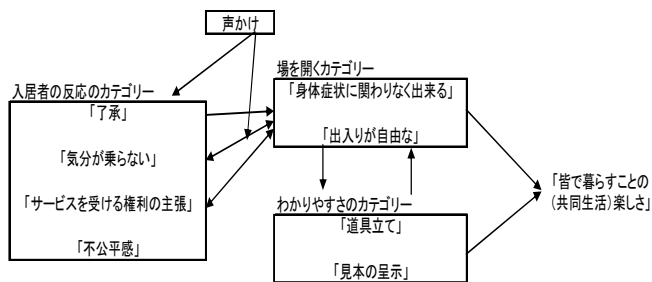 声かけ
入居者の反応のカテゴリー
「了承」
「気分が乗らない」
「サービスを受ける権利の主張」
「不公平感」
場を開くカテゴリー
「身体症状に関わりなく出来る」
「出入りが自由な」
わかりやすさのカテゴリー
「道具立て」
「見本の呈示」
「皆で暮らすことの
(共同生活)楽しさ」